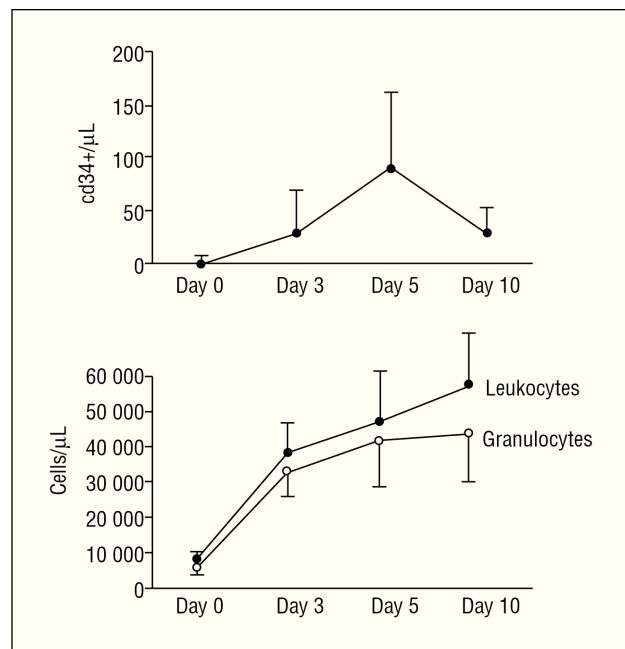 200
150
100
50
0
cd34+/µL
Day 0 Day 3 Day 5 Day 10
60 000
50 000
40 000
30 000
20 000
10 000
0
Cells/µL
Leukocytes
Granulocytes
Day 0 Day 3 Day 5 Day 10